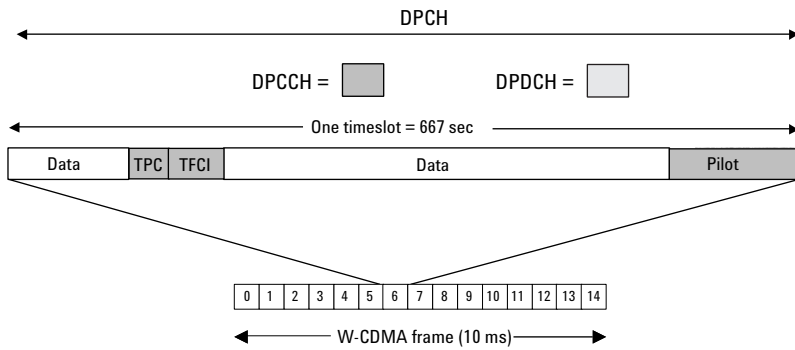 DPCH
DPCCH =
DPDCH =
One timeslot = 667 sec
Data TPC TFCI Data Pilot
0 1 2 3 4 5 6 7 8 9 10 11 12 13 14
W-CDMA frame (10 ms)